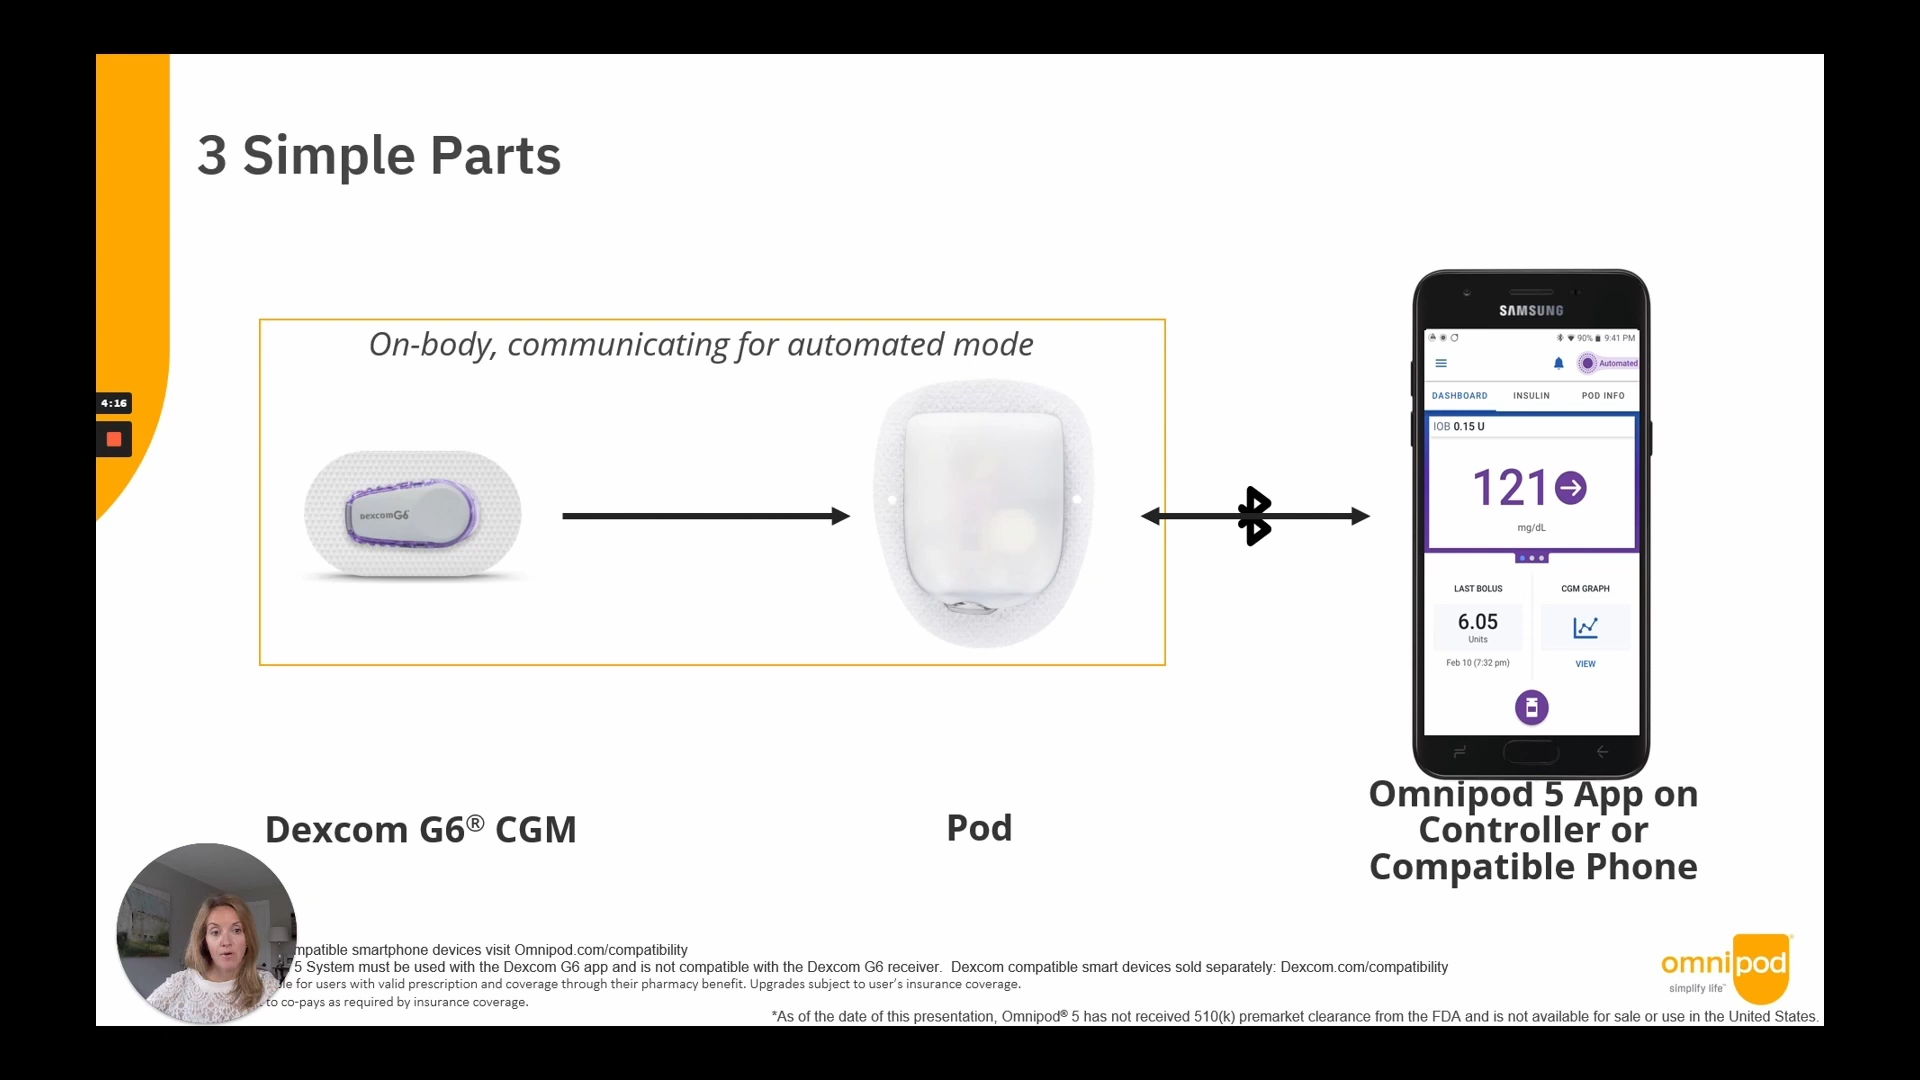 3 Simple Parts
On-body, communicating for automated mode
4:16
DexcomG6
SAMSUNG
90% 9:41 PM
Automated
DASHBOARD INSULIN POD INFO
IOB 0.15 U
121
mg/dL
LAST BOLUS CGM GRAPH
6.05
Units
Feb 10 (7:32 pm) VIEW
Dexcom G6® CGM
Pod
Omnipod 5 App on
Controller or
Compatible Phone
smartphone devices visit Omnipod.com/compatibility
5 System must be used with the Dexcom G6 app and is not compatible with the Dexcom G6 receiver. Dexcom compatible smart devices sold separately: Dexcom.com/compatibility
for users with valid prescription and coverage through their pharmacy benefit. Upgrades subject to user's insurance coverage.
to co-pays as required by insurance coverage.
omnipod®
simplify life™
*As of the date of this presentation, Omnipod® 5 has not received 510(k) premarket clearance from the FDA and is not available for sale or use in the United States.